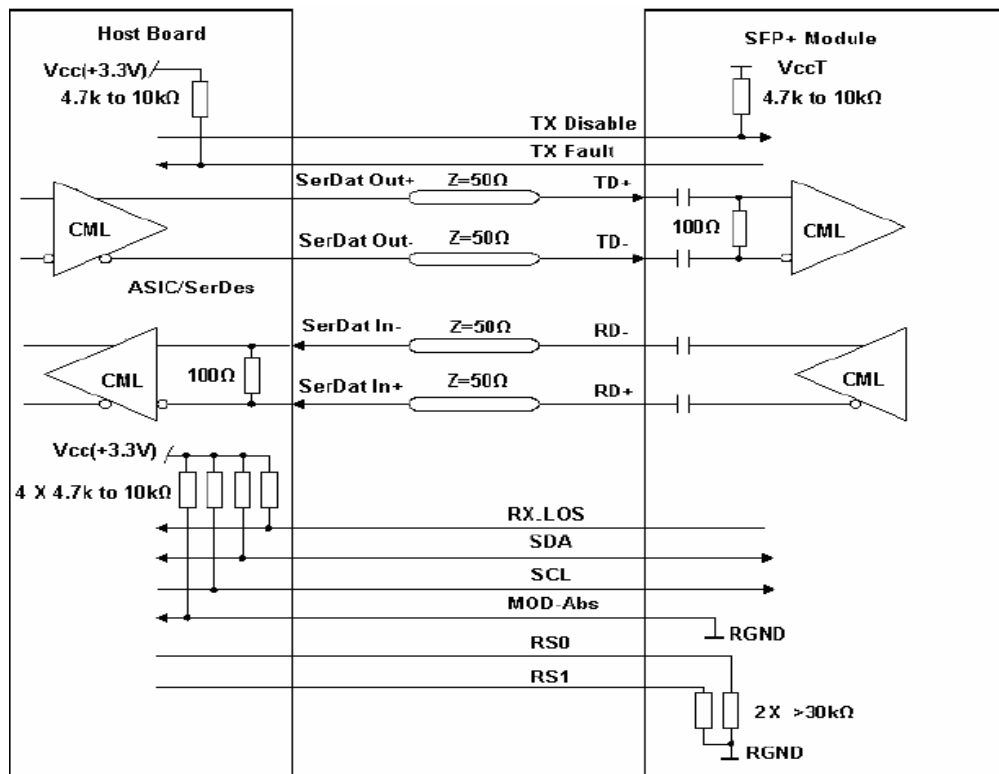 Host Board
SFP+ Module
Vcc(+3.3V)
4.7k to 10kΩ
VccT
4.7k to 10kΩ
TX Disable
TX Fault
SerDat Out+
Z=50Ω
TD+
CML
100Ω
CML
SerDat Out-
Z=50Ω
TD-
ASIC/SerDes
SerDat In-
Z=50Ω
RD-
CML
100Ω
SerDat In+
Z=50Ω
RD+
CML
Vcc(+3.3V)
4 X 4.7k to 10kΩ
RX_LOS
SDA
SCL
MOD-Abs
RGND
RS0
RS1
2X >30kΩ
RGND